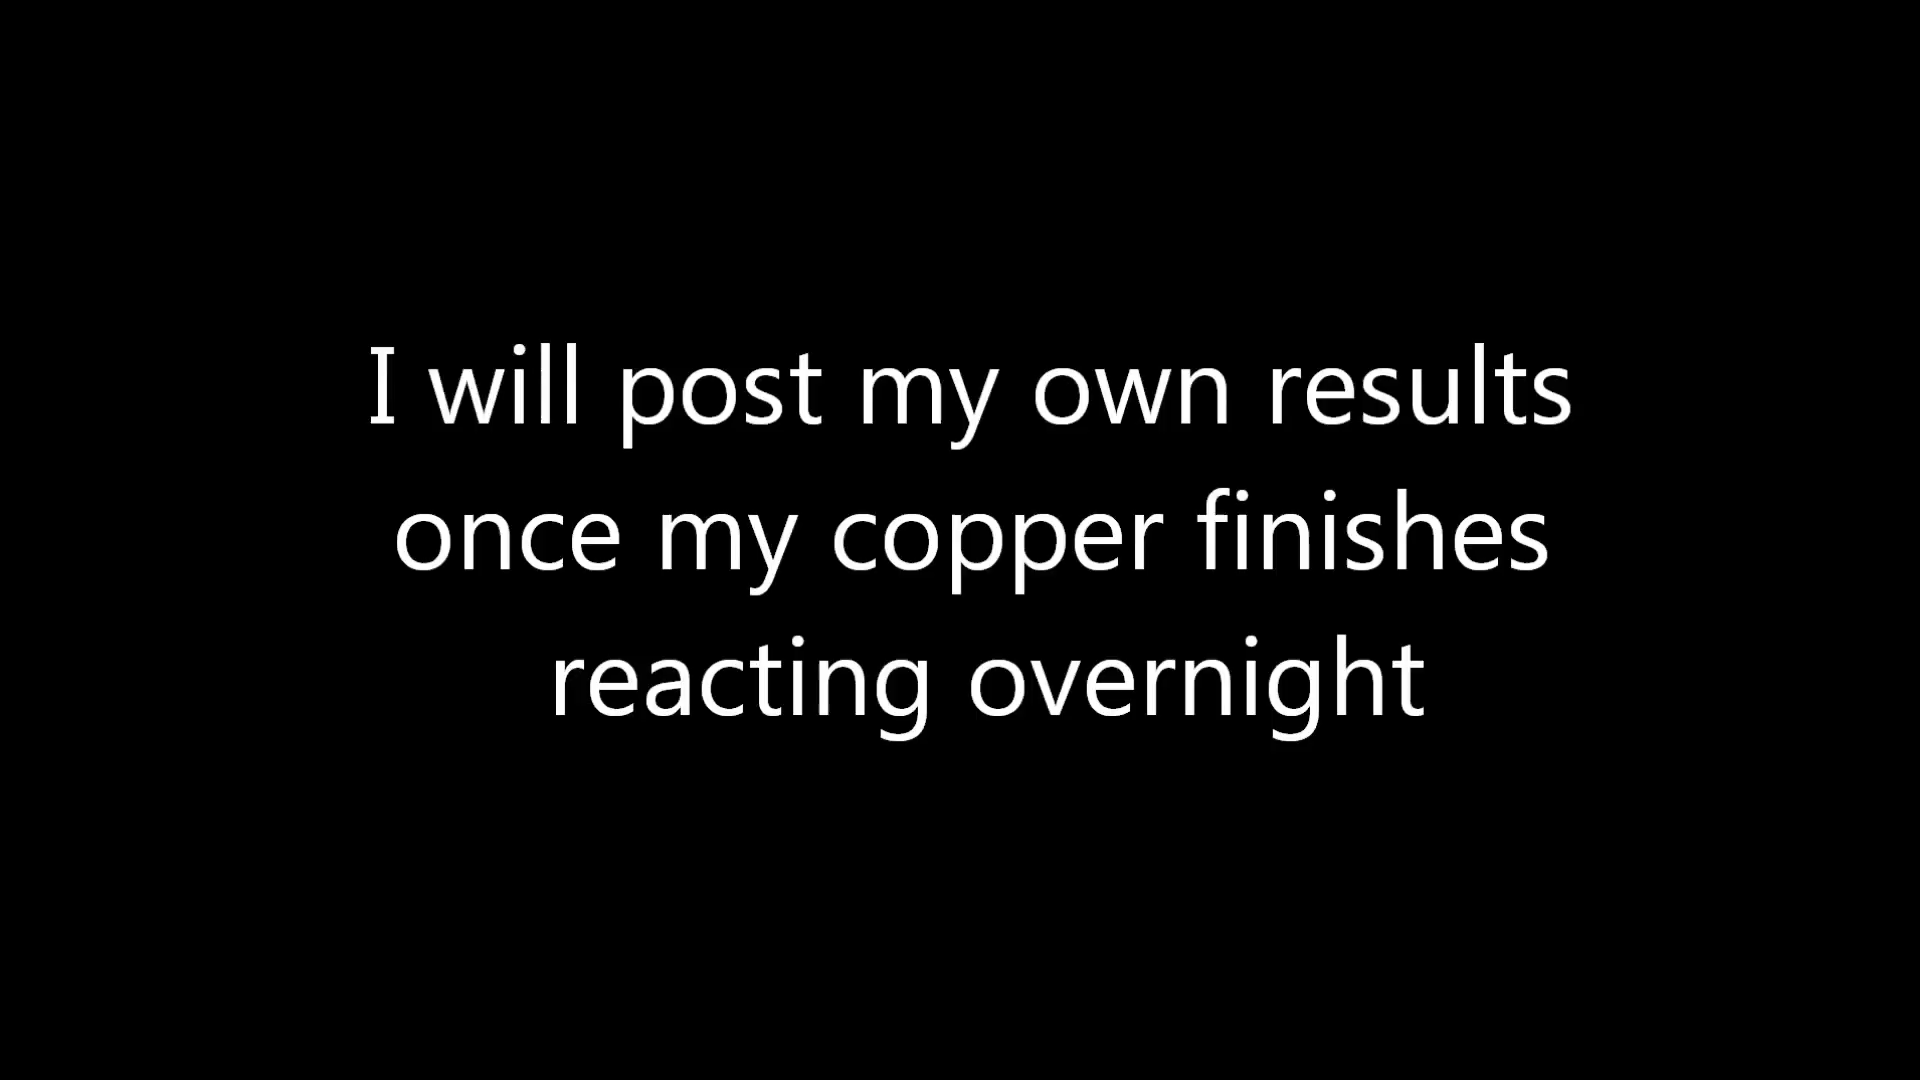 I will post my own results
once my copper finishes
reacting overnight